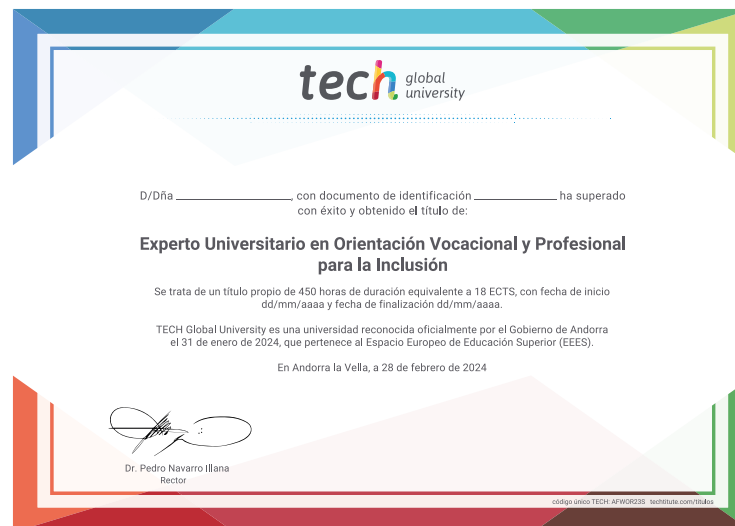 tech global
university
D/Dña ____________, con documento de identificación ____________ ha superado
con éxito y obtenido el título de:
Experto Universitario en Orientación Vocacional y Profesional
para la Inclusión
Se trata de un título propio de 450 horas de duración equivalente a 18 ECTS, con fecha de inicio
dd/mm/aaaa y fecha de finalización dd/mm/aaaa.
TECH Global University es una universidad reconocida oficialmente por el Gobierno de Andorra
el 31 de enero de 2024, que pertenece al Espacio Europeo de Educación Superior (EEES).
En Andorra la Vella, a 28 de febrero de 2024
Dr. Pedro Navarro Illana
Rector
código único TECH: AFWOR23S techtitute.com/titulos